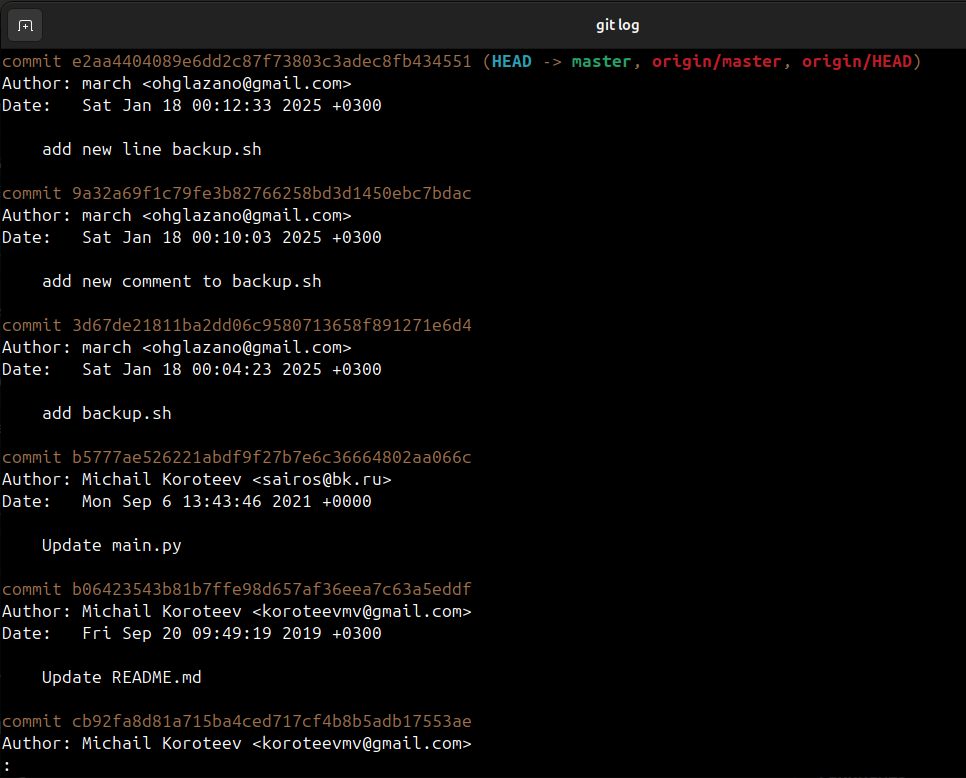 git log
commit e2aa4404089e6dd2c87f73803c3adec8fb434551 (HEAD -> master, origin/master, origin/HEAD)
Author: march <ohglazano@gmail.com>
Date:   Sat Jan 18 00:12:33 2025 +0300
    add new line backup.sh
commit 9a32a69f1c79fe3b82766258bd3d1450ebc7bdac
Author: march <ohglazano@gmail.com>
Date:   Sat Jan 18 00:10:03 2025 +0300
    add new comment to backup.sh
commit 3d67de21811ba2dd06c9580713658f891271e6d4
Author: march <ohglazano@gmail.com>
Date:   Sat Jan 18 00:04:23 2025 +0300
    add backup.sh
commit b5777ae526221abdf9f27b7e6c36664802aa066c
Author: Michail Koroteev <sairos@bk.ru>
Date:   Mon Sep 6 13:43:46 2021 +0000
    Update main.py
commit b06423543b81b7ffe98d657af36eea7c63a5eddf
Author: Michail Koroteev <koroteevmv@gmail.com>
Date:   Fri Sep 20 09:49:19 2019 +0300
    Update README.md
commit cb92fa8d81a715ba4ced717cf4b8b5adb17553ae
Author: Michail Koroteev <koroteevmv@gmail.com>
: